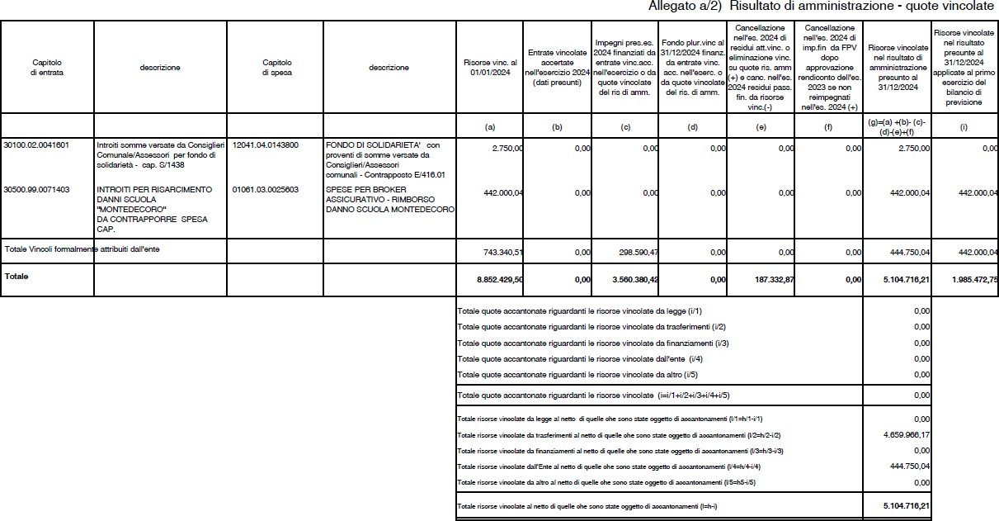 Allegato a/2) Risultato di amministrazione - quote vincolate
Capitolo di entrata
descrizione
Capitolo di spesa
descrizione
Risorse vinc. al 01/01/2024
Entrate vincolate accertate nell'esercizio 2024 (dati presunti)
Impegni pres.es. 2024 finanziati da entrate vinc.acc. nell'esercizio o da quote vincolate del ris di amm.
Fondo plur.vinc al 31/12/2024 finanz. da entrate vinc. acc. nell'eserc. o da quote vincolate del ris. di amm.
Cancellazione nell'es. 2024 di residui att.vinc. o eliminazione vinc. su quote ris. amm (+) e canc. nell'es. 2024 residui pass. fin. da risorse vinc.(-)
Cancellazione nell'es. 2024 di imp.fin da FPV dopo approvazione rendiconto dell'es. 2023 se non reimpegnati nell'es. 2024 (+)
Risorse vincolate nel risultato di amministrazione presunto al 31/12/2024
Risorse vincolate nel risultato presunte al 31/12/2024 applicate al primo esercizio del bilancio di previsione
(a) (b) (c) (d) (e) (f) (g)=(a) +(b)- (c)-(d)-(e)+(f) (i)
30100.02.0041601 Introiti somme versate da Consiglieri Comunale/Assessori per fondo di solidarietà - cap. S/1438 12041.04.0143800 FONDO DI SOLIDARIETA' con proventi di somme versate da Consiglieri/Assessori comunali - Contrapposto E/416.01 2.750,00 0,00 0,00 0,00 0,00 0,00 2.750,00 0,00
30500.99.0071403 INTROITI PER RISARCIMENTO DANNI SCUOLA "MONTEDECORO" DA CONTRAPPORRE SPESA CAP. 01061.03.0025603 SPESE PER BROKER ASSICURATIVO - RIMBORSO DANNO SCUOLA MONTEDECORO 442.000,04 0,00 0,00 0,00 0,00 0,00 442.000,04 442.000,04
Totale Vincoli formalmente attribuiti dall'ente 743.340,51 0,00 298.590,47 0,00 0,00 0,00 444.750,04 442.000,04
Totale 8.852.429,50 0,00 3.560.380,42 0,00 187.332,87 0,00 5.104.716,21 1.985.472,75
Totale quote accantonate riguardanti le risorse vincolate da legge (i/1) 0,00
Totale quote accantonate riguardanti le risorse vincolate da trasferimenti (i/2) 0,00
Totale quote accantonate riguardanti le risorse vincolate da finanziamenti (i/3) 0,00
Totale quote accantonate riguardanti le risorse vincolate dall'ente (i/4) 0,00
Totale quote accantonate riguardanti le risorse vincolate da altro (i/5) 0,00
Totale quote accantonate riguardanti le risorse vincolate (i=i/1+i/2+i/3+i/4+i/5) 0,00
Totale risorse vincolate da legge al netto di quelle che sono state oggetto di accantonamenti (l/1=h/1-i/1) 0,00
Totale risorse vincolate da trasferimenti al netto di quelle che sono state oggetto di accantonamenti (l/2=h/2-i/2) 4.659.966,17
Totale risorse vincolate da finanziamenti al netto di quelle che sono state oggetto di accantonamenti (l/3=h/3-i/3) 0,00
Totale risorse vincolate dall'Ente al netto di quelle che sono state oggetto di accantonamenti (l/4=h/4-i/4) 444.750,04
Totale risorse vincolate da altro al netto di quelle che sono state oggetto di accantonamenti (l/5=h5-i/5) 0,00
Totale risorse vincolate al netto di quelle che sono state oggetto di accantonamenti (l=h-i) 5.104.716,21